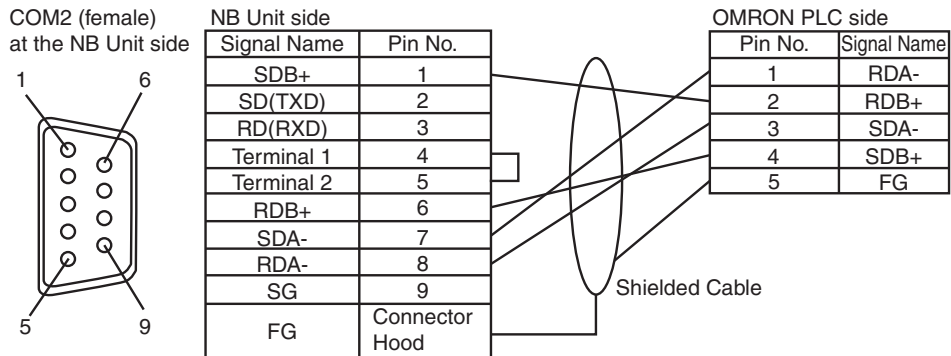 COM2 (female)
at the NB Unit side
1
6
5
9
NB Unit side
Signal Name Pin No.
SDB+ 1
SD(TXD) 2
RD(RXD) 3
Terminal 1 4
Terminal 2 5
RDB+ 6
SDA- 7
RDA- 8
SG 9
FG Connector
Hood
Shielded Cable
OMRON PLC side
Pin No. Signal Name
1 RDA-
2 RDB+
3 SDA-
4 SDB+
5 FG